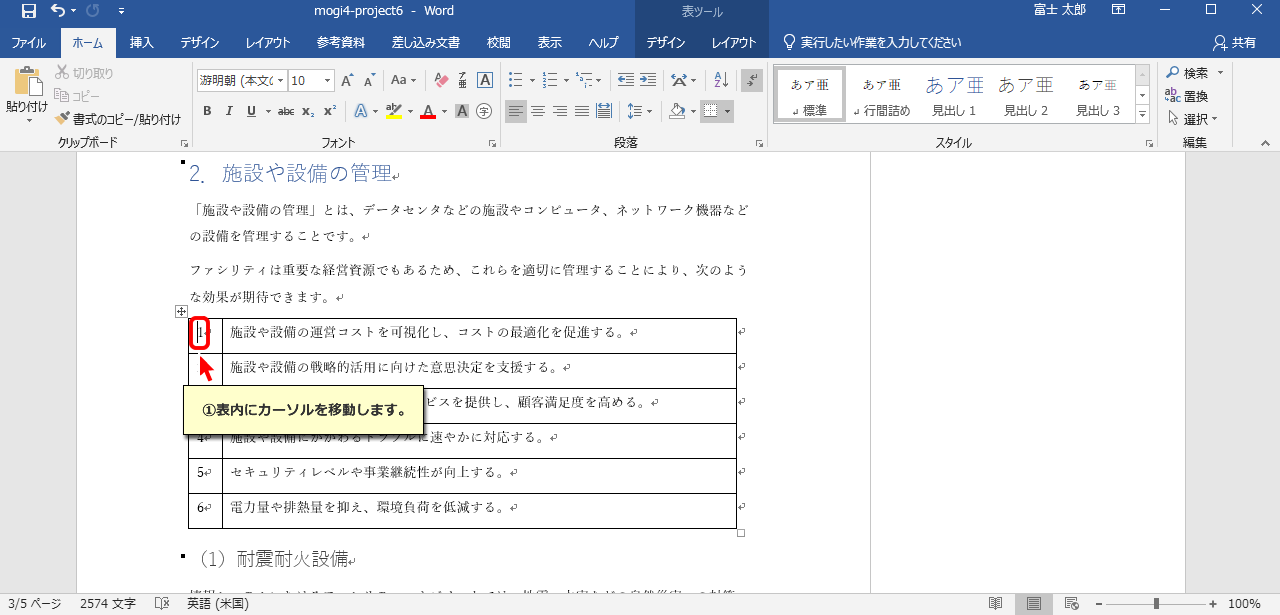 mogi4-project6 - Word
表ツール
富士 太郎
ファイル ホーム 挿入 デザイン レイアウト 参考資料 差し込み文書 校閲 表示 ヘルプ デザイン レイアウト 実行したい作業を入力してください 共有
貼り付け
切り取り
コピー
書式のコピー/貼り付け
クリップボード
游明朝 (本文の 10
Aa
B I U abc x₂ x²
フォント
段落
あア亜 標準
あア亜 行間詰め
あア亜 見出し 1
あア亜 見出し 2
あア亜 見出し 3
スタイル
検索
置換
選択
編集
2. 施設や設備の管理
「施設や設備の管理」とは、データセンタなどの施設やコンピュータ、ネットワーク機器など
の設備を管理することです。
ファシリティは重要な経営資源でもあるため、これらを適切に管理することにより、次のよう
な効果が期待できます。
1 施設や設備の運営コストを可視化し、コストの最適化を促進する。
施設や設備の戦略的活用に向けた意思決定を支援する。
ビスを提供し、顧客満足度を高める。
①表内にカーソルを移動します。
4 施設や設備にかかわるトラブルに速やかに対応する。
5 セキュリティレベルや事業継続性が向上する。
6 電力量や排熱量を抑え、環境負荷を低減する。
(1) 耐震耐火設備
3/5 ページ 2574 文字 英語 (米国) 100%